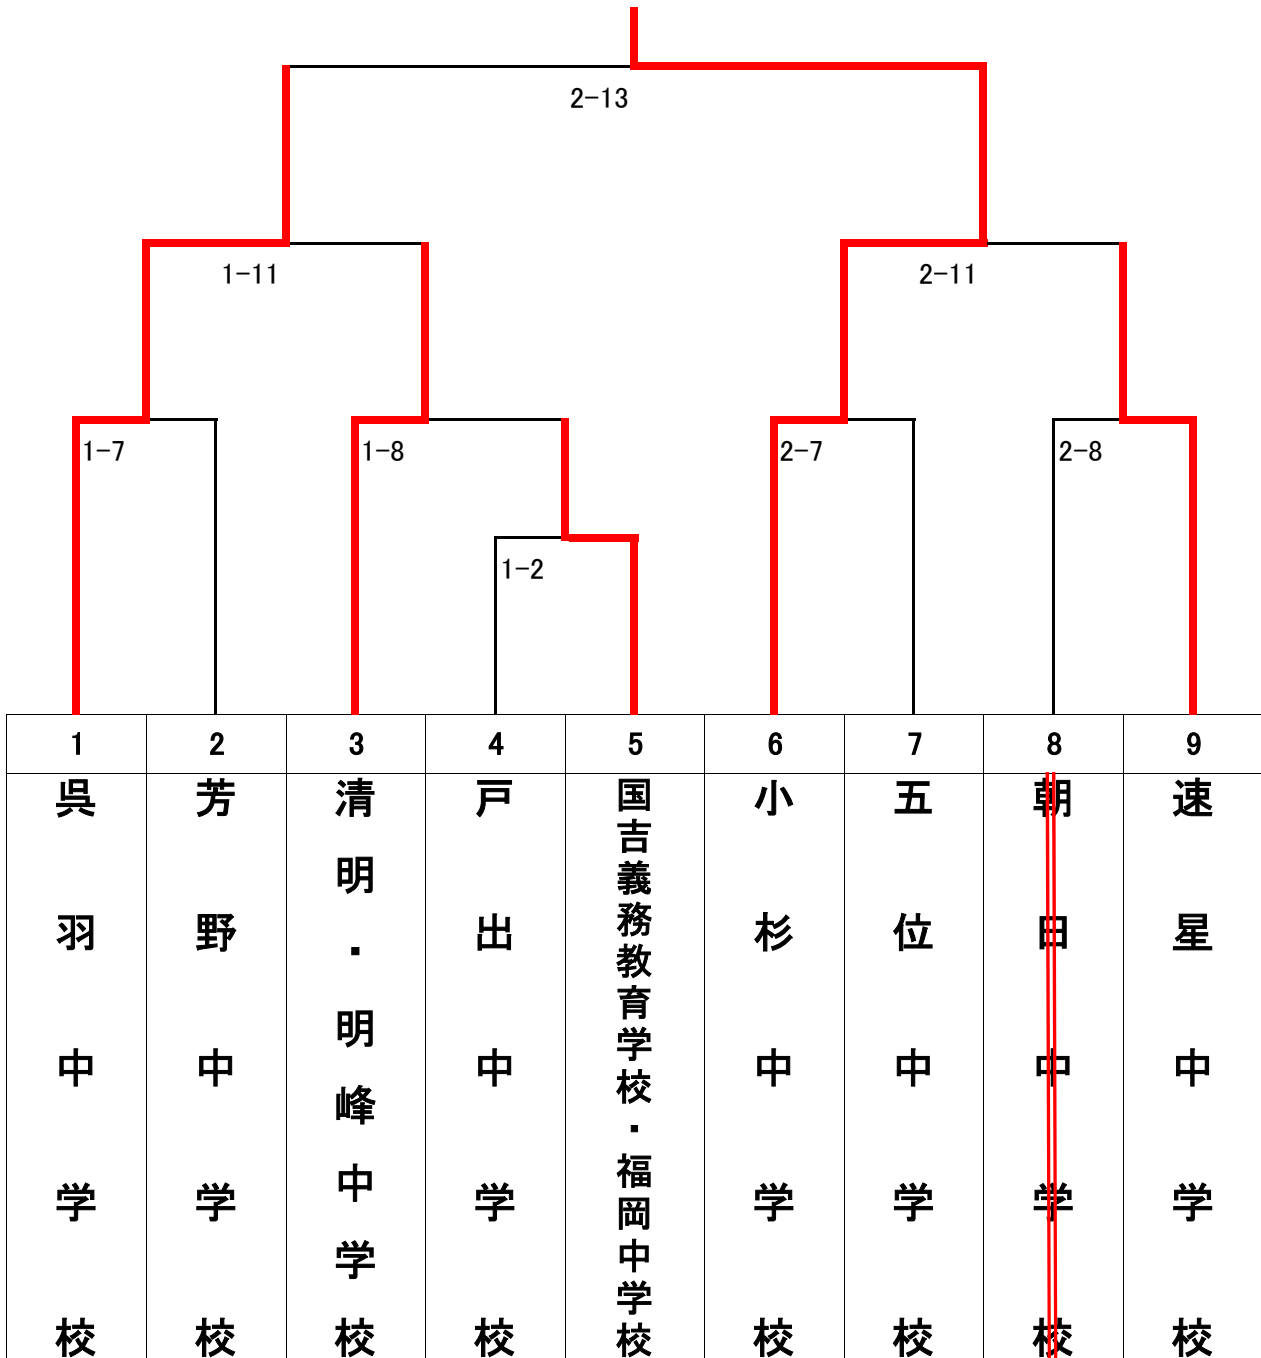 2-13
1-11
2-11
1-7
1-8
2-7
2-8
1-2
1
2
3
4
5
6
7
8
9
呉羽中学校
芳野中学校
清明・明峰中学校
戸出中学校
国吉義務教育学校・福岡中学校
小杉中学校
五位中学校
朝日中学校
速星中学校